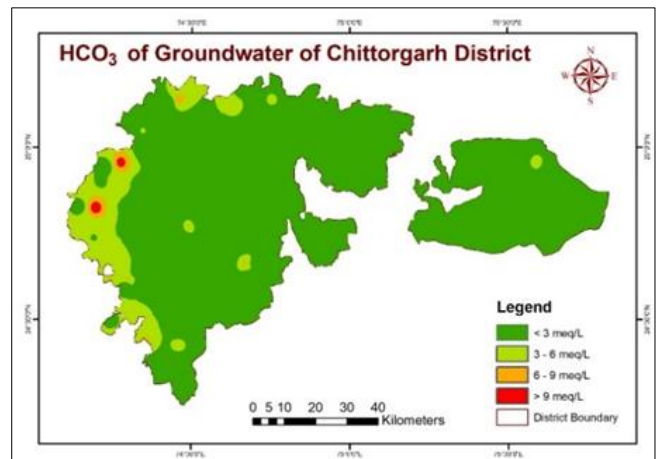 HCO₃ of Groundwater of Chittorgarh District
N
W E
S
Legend
< 3 meq/L
3 - 6 meq/L
6 - 9 meq/L
> 9 meq/L
District Boundary
0 5 10 20 30 40
Kilometers